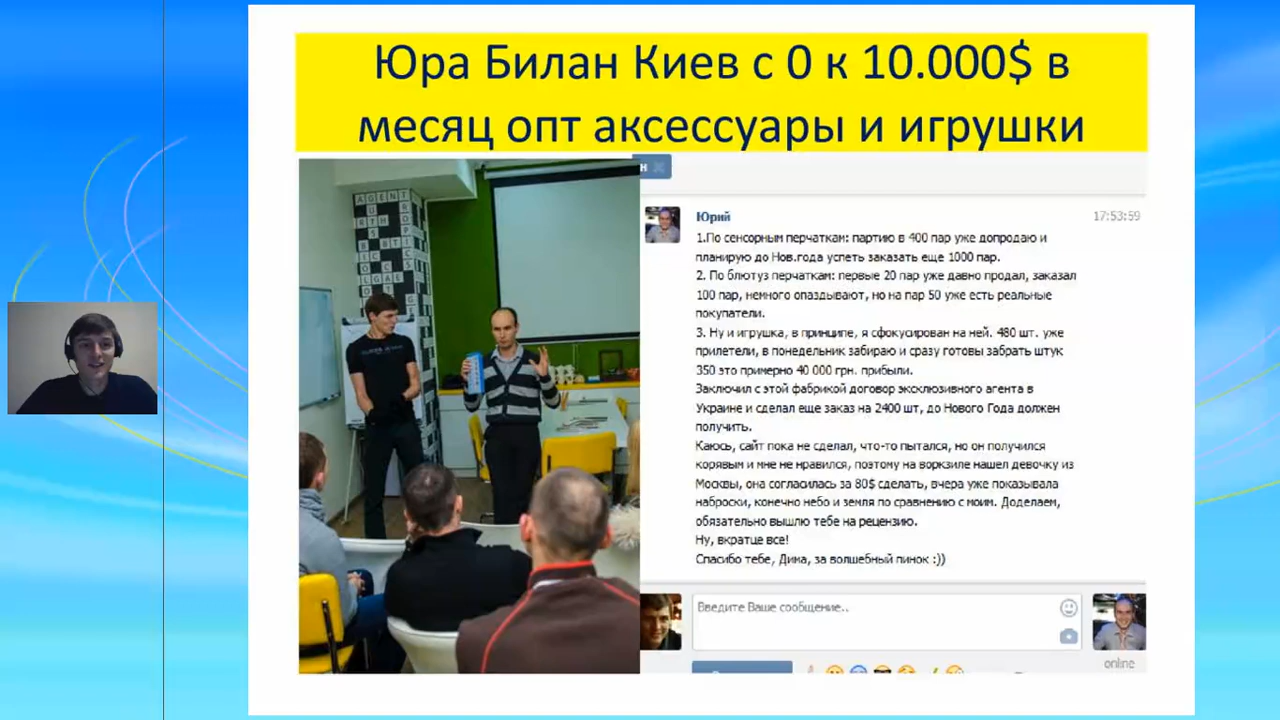 Юра Билан Киев с 0 к 10.000$ в
месяц опт аксессуары и игрушки
Юрий
17:53:59
1.По сенсорным перчаткам: партию в 400 пар уже допродаю и
планирую до Нов.года успеть заказать еще 1000 пар.
2. По блютуз перчаткам: первые 20 пар уже давно продал, заказал
100 пар, немного опаздывают, но на пар 50 уже есть реальные
покупатели.
3. Ну и игрушка, в принципе, я сфокусирован на ней. 480 шт. уже
прилетели, в понедельник забираю и сразу готовы забрать штук
350 это примерно 40 000 грн. прибыли.
Заключил с этой фабрикой договор эксклюзивного агента в
Украине и сделал еще заказ на 2400 шт, до Нового Года должен
получить.
Каюсь, сайт пока не сделал, что-то пытался, но он получился
корявым и мне не нравился, поэтому на воркзиле нашел девочку из
Москвы, она согласилась за 80$ сделать, вчера уже показывала
наброски, конечно небо и земля по сравнению с моим. Доделаем,
обязательно вышлю тебе на рецензию.
Ну, вкратце все!
Спасибо тебе, Дима, за волшебный пинок :))
Введите Ваше сообщение..
online
AGENT